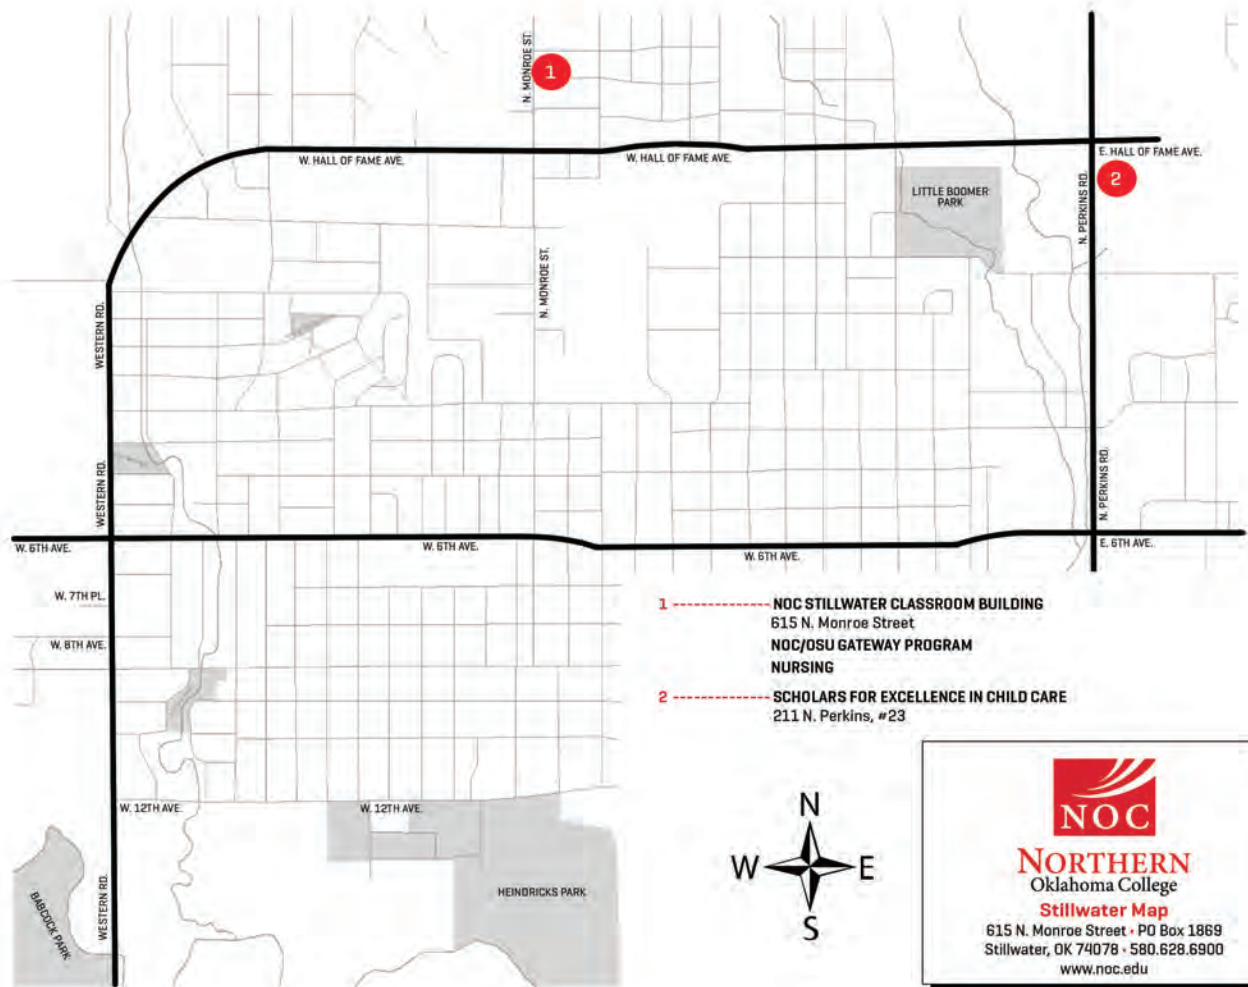 N. MONROE ST.
1
W. HALL OF FAME AVE.
W. HALL OF FAME AVE.
E. HALL OF FAME AVE.
2
LITTLE BOOMER
PARK
N. PERKINS RD.
N. MONROE ST.
WESTERN RD.
WESTERN RD.
N. PERKINS RD.
W. 6TH AVE.
W. 6TH AVE.
W. 6TH AVE.
E. 6TH AVE.
W. 7TH PL.
W. 8TH AVE.
1 NOC STILLWATER CLASSROOM BUILDING
615 N. Monroe Street
NOC/OSU GATEWAY PROGRAM
NURSING
2 SCHOLARS FOR EXCELLENCE IN CHILD CARE
211 N. Perkins, #23
W. 12TH AVE.
W. 12TH AVE.
BABCOCK PARK
WESTERN RD.
HEINDRICKS PARK
N
W E
S
NOC
NORTHERN
Oklahoma College
Stillwater Map
615 N. Monroe Street • PO Box 1869
Stillwater, OK 74078 • 580.628.6900
www.noc.edu